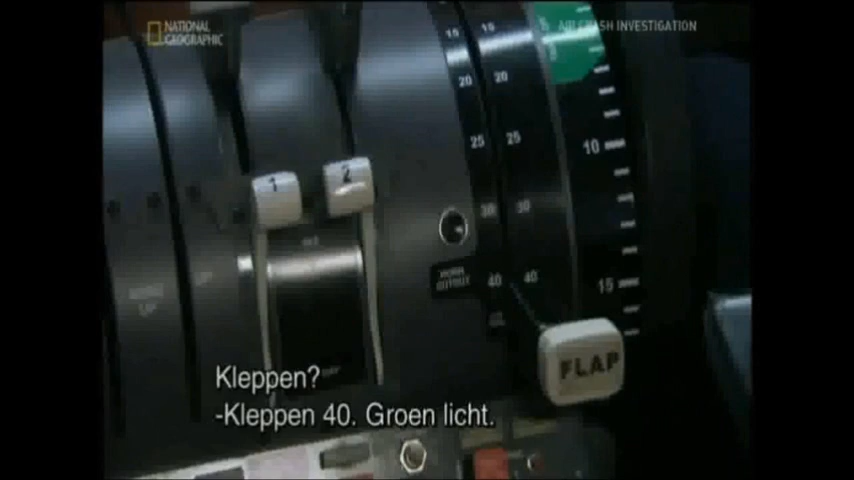 NATIONAL
GEOGRAPHIC
AIR CRASH INVESTIGATION
15
15
20
20
25
25
10
1
2
30
30
40
40
15
OUTPUT
FLAP
Kleppen?
-Kleppen 40. Groen licht.